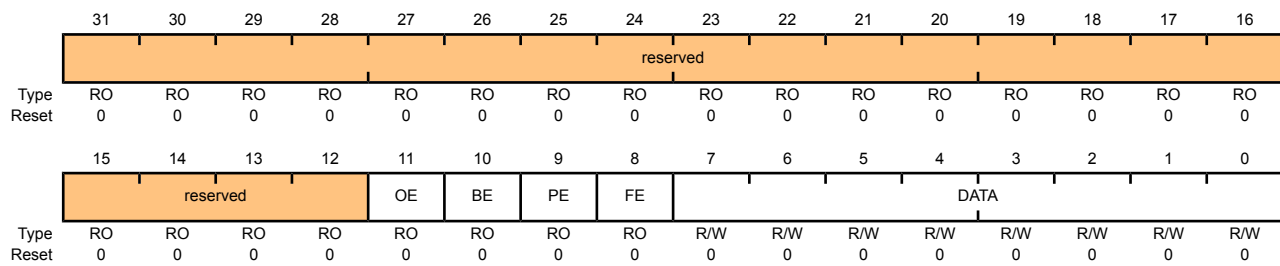 31 30 29 28 27 26 25 24 23 22 21 20 19 18 17 16
reserved
Type RO RO RO RO RO RO RO RO RO RO RO RO RO RO RO RO
Reset 0 0 0 0 0 0 0 0 0 0 0 0 0 0 0 0
15 14 13 12 11 10 9 8 7 6 5 4 3 2 1 0
reserved OE BE PE FE DATA
Type RO RO RO RO RO RO RO RO R/W R/W R/W R/W R/W R/W R/W R/W
Reset 0 0 0 0 0 0 0 0 0 0 0 0 0 0 0 0